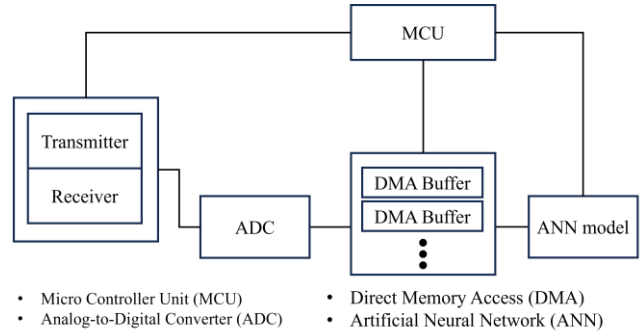 MCU
Transmitter
Receiver
ADC
DMA Buffer
DMA Buffer
ANN model
• Micro Controller Unit (MCU)
• Analog-to-Digital Converter (ADC)
• Direct Memory Access (DMA)
• Artificial Neural Network (ANN)